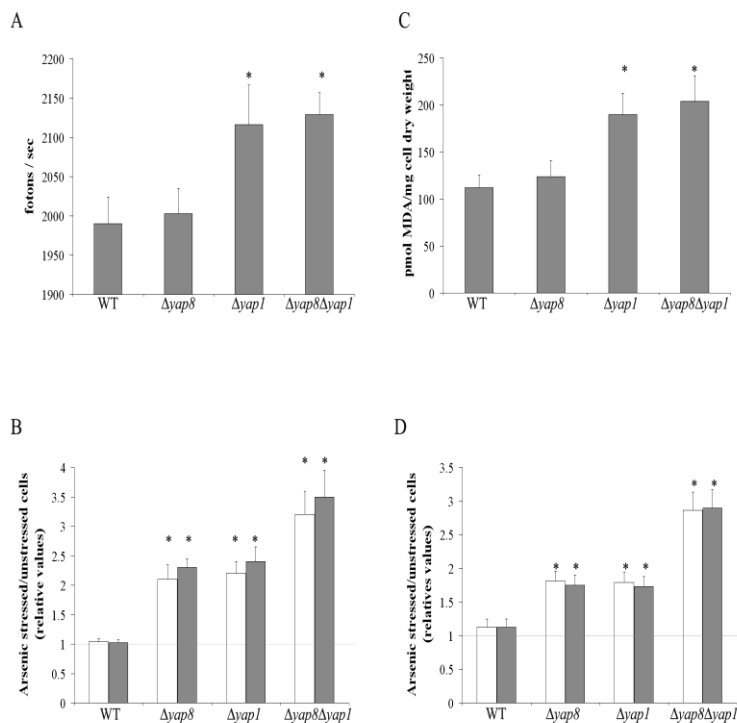 A
fotons / sec
2200
2150
2100
2050
2000
1950
1900
* *
WT Δyap8 Δyap1 Δyap8Δyap1
C
pmol MDA/mg cell dry weight
250
200
150
100
50
0
* *
WT Δyap8 Δyap1 Δyap8Δyap1
B
Arsenic stressed/unstressed cells
(relative values)
4
3.5
3
2.5
2
1.5
1
0.5
0
* * * * * *
WT Δyap8 Δyap1 Δyap8Δyap1
D
Arsenic stressed/unstressed cells
(relatives values)
3.5
3
2.5
2
1.5
1
0.5
0
* * * * * *
WT Δyap8 Δyap1 Δyap8Δyap1